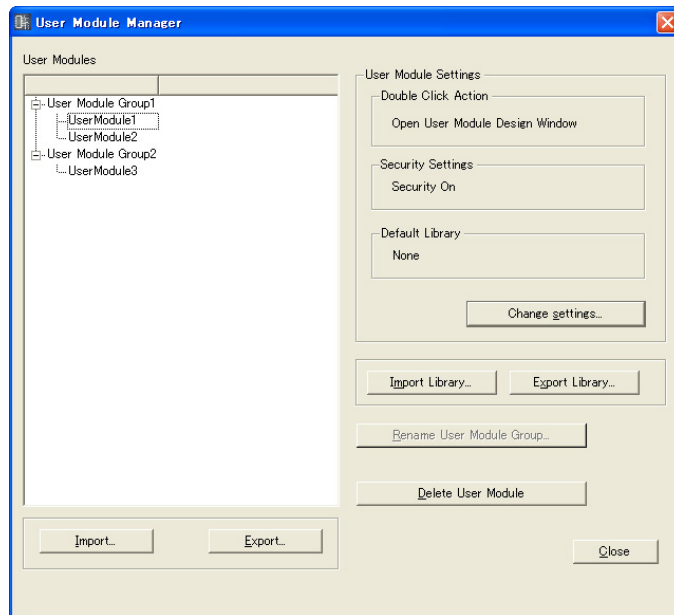 User Module Manager
User Modules
User Module Group1
UserModule1
UserModule2
User Module Group2
UserModule3
Import...
Export...
User Module Settings
Double Click Action
Open User Module Design Window
Security Settings
Security On
Default Library
None
Change settings...
Import Library...
Export Library...
Rename User Module Group...
Delete User Module
Close